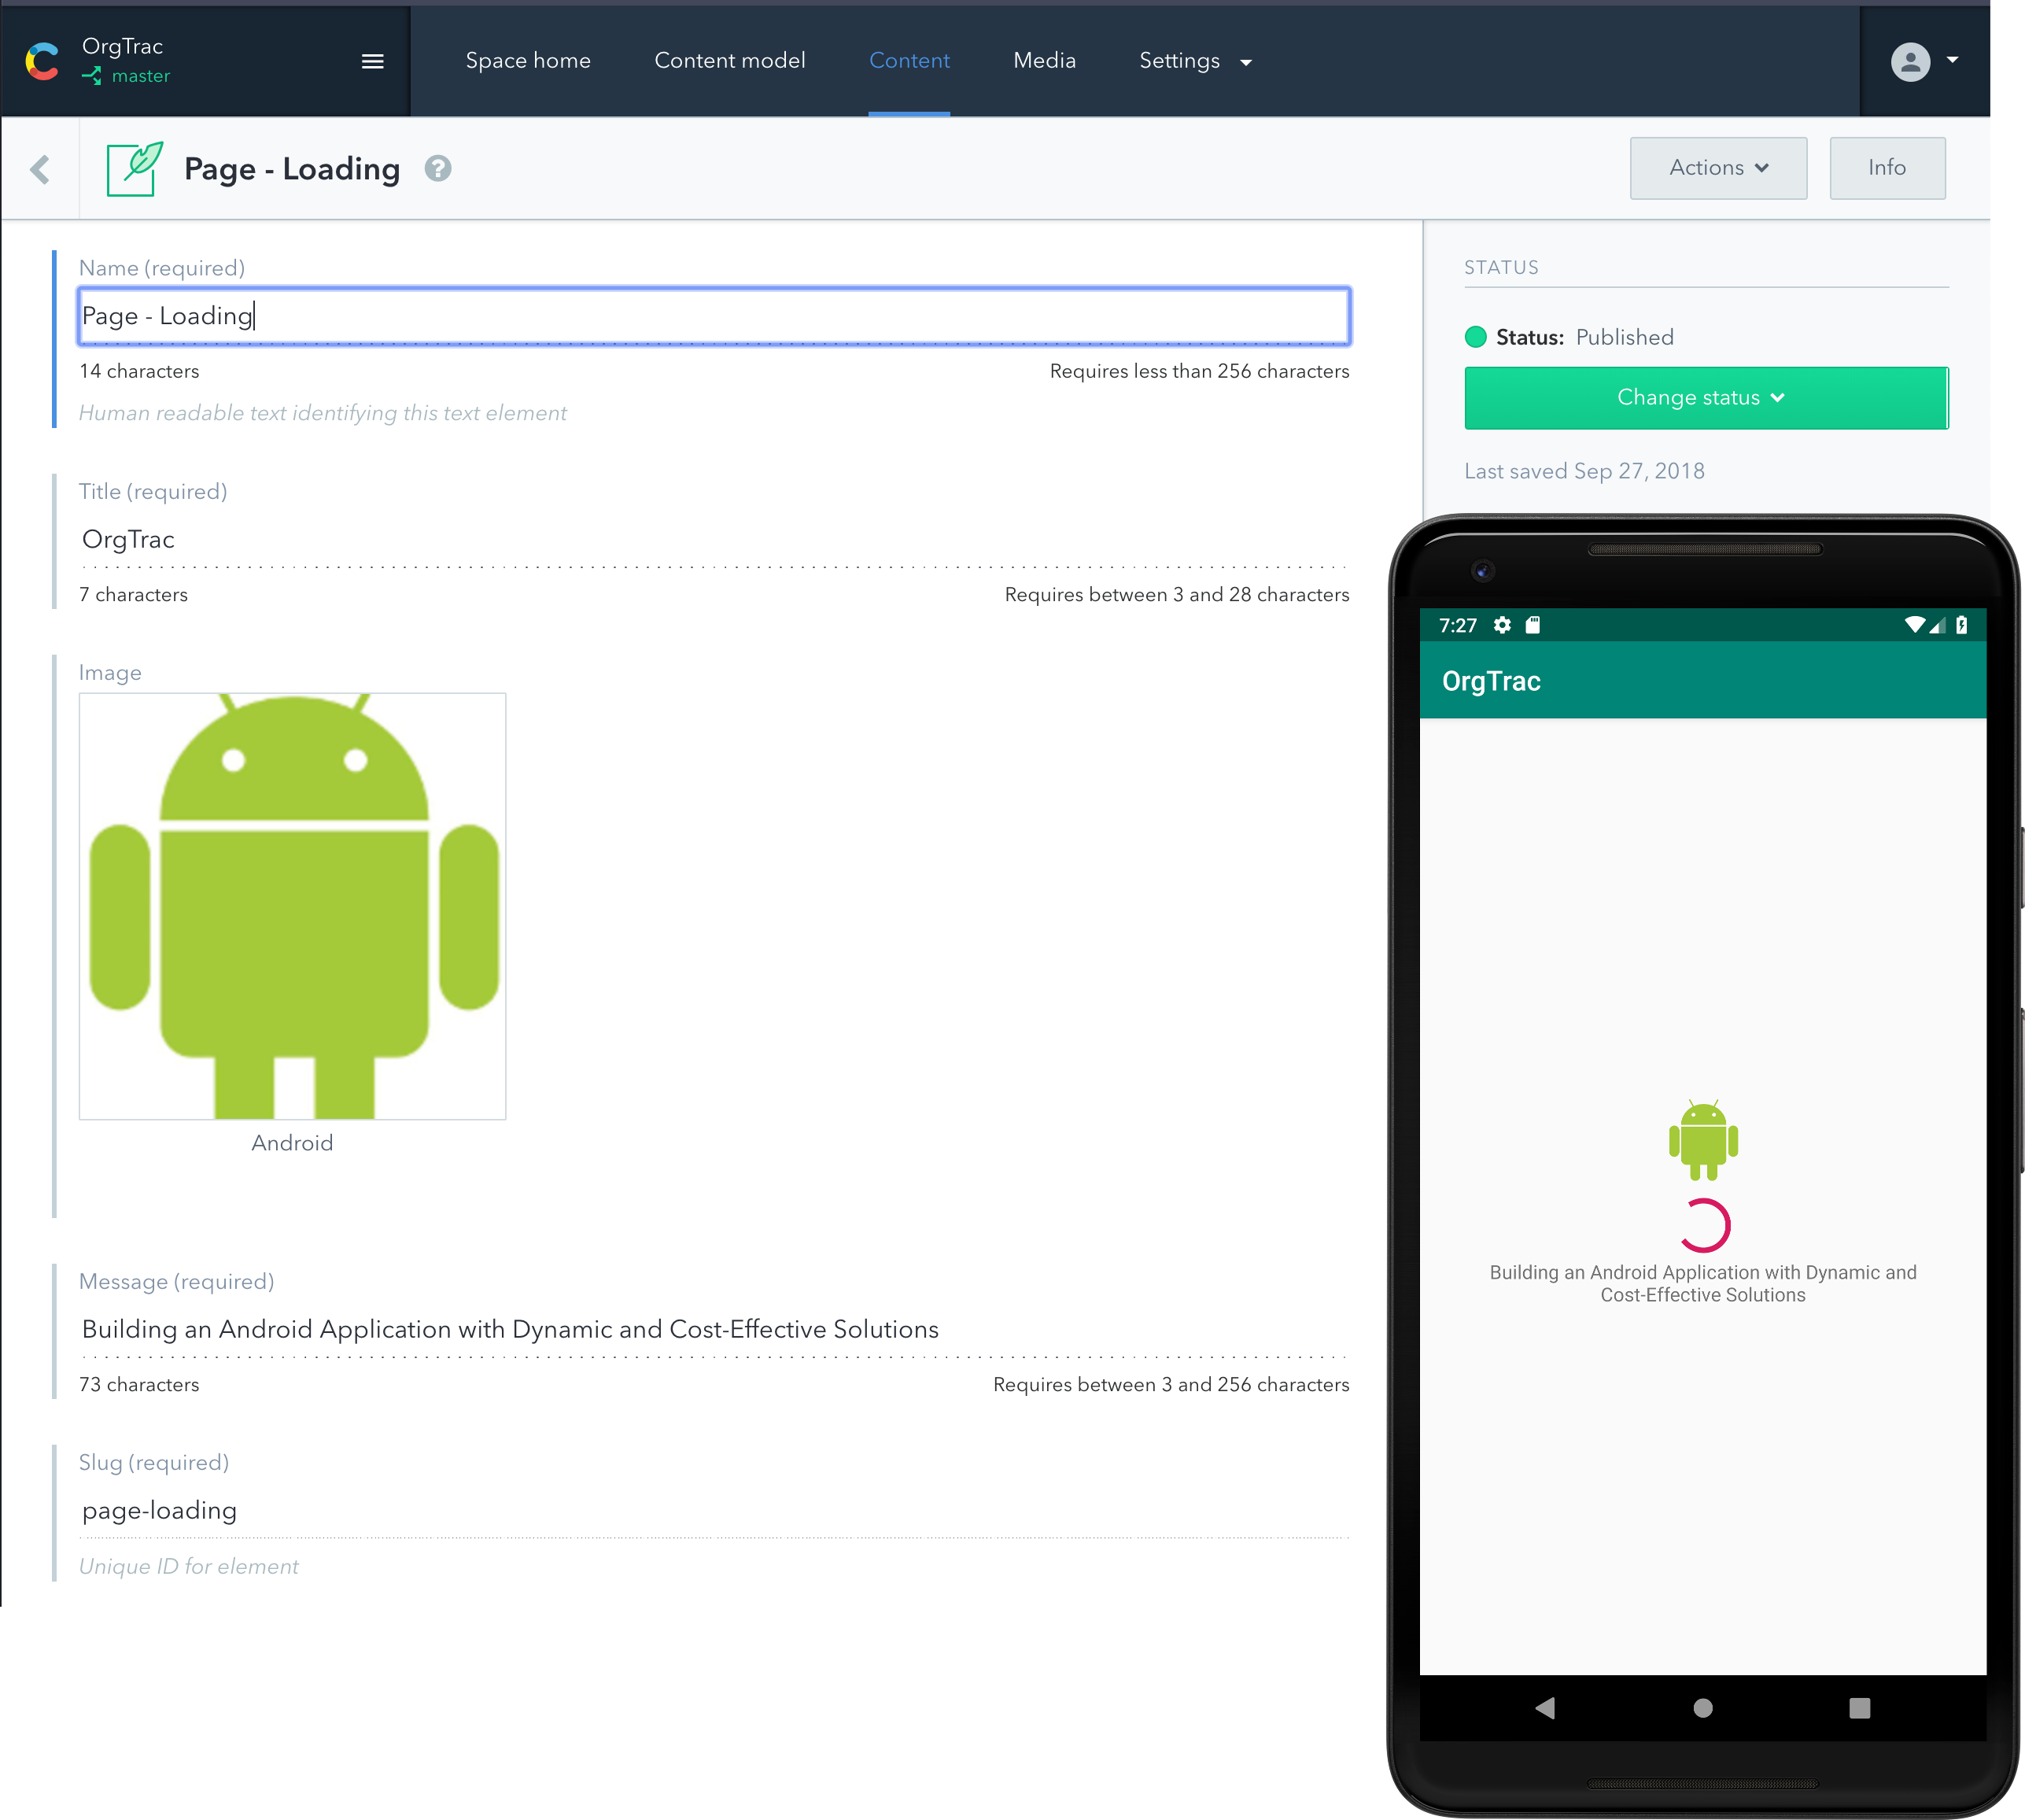 OrgTrac
master
Space home
Content model
Content
Media
Settings
Page - Loading
?
Actions
Info
Name (required)
Page - Loading
14 characters
Requires less than 256 characters
Human readable text identifying this text element
Title (required)
OrgTrac
7 characters
Requires between 3 and 28 characters
Image
Android
Message (required)
Building an Android Application with Dynamic and Cost-Effective Solutions
73 characters
Requires between 3 and 256 characters
Slug (required)
page-loading
Unique ID for element
STATUS
Status: Published
Change status
Last saved Sep 27, 2018
7:27
OrgTrac
Building an Android Application with Dynamic and
Cost-Effective Solutions